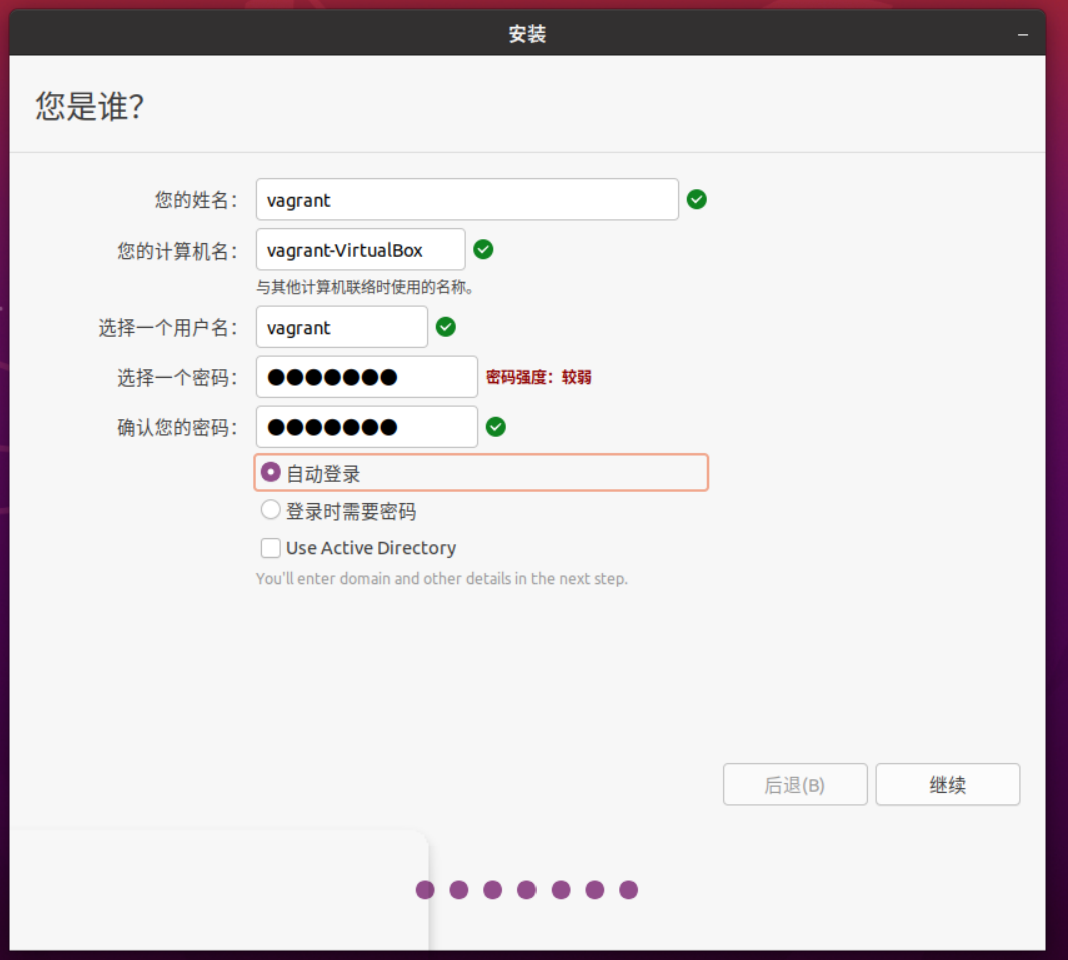 安装
您是谁？
您的姓名： vagrant
您的计算机名： vagrant-VirtualBox
与其他计算机联络时使用的名称。
选择一个用户名： vagrant
选择一个密码： ●●●●●●● 密码强度：较弱
确认您的密码： ●●●●●●●
自动登录
登录时需要密码
Use Active Directory
You'll enter domain and other details in the next step.
后退(B) 继续